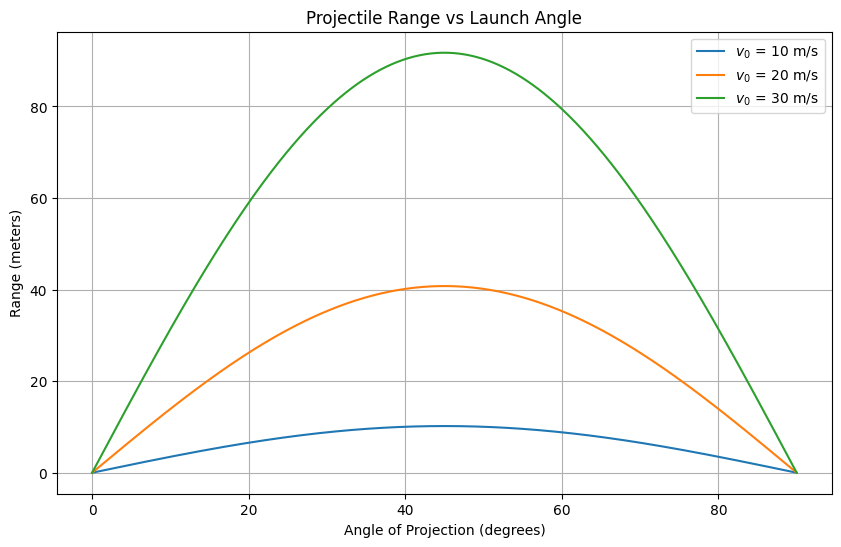 Projectile Range vs Launch Angle
v₀ = 10 m/s
v₀ = 20 m/s
v₀ = 30 m/s
Range (meters)
80
60
40
20
0
0 20 40 60 80
Angle of Projection (degrees)